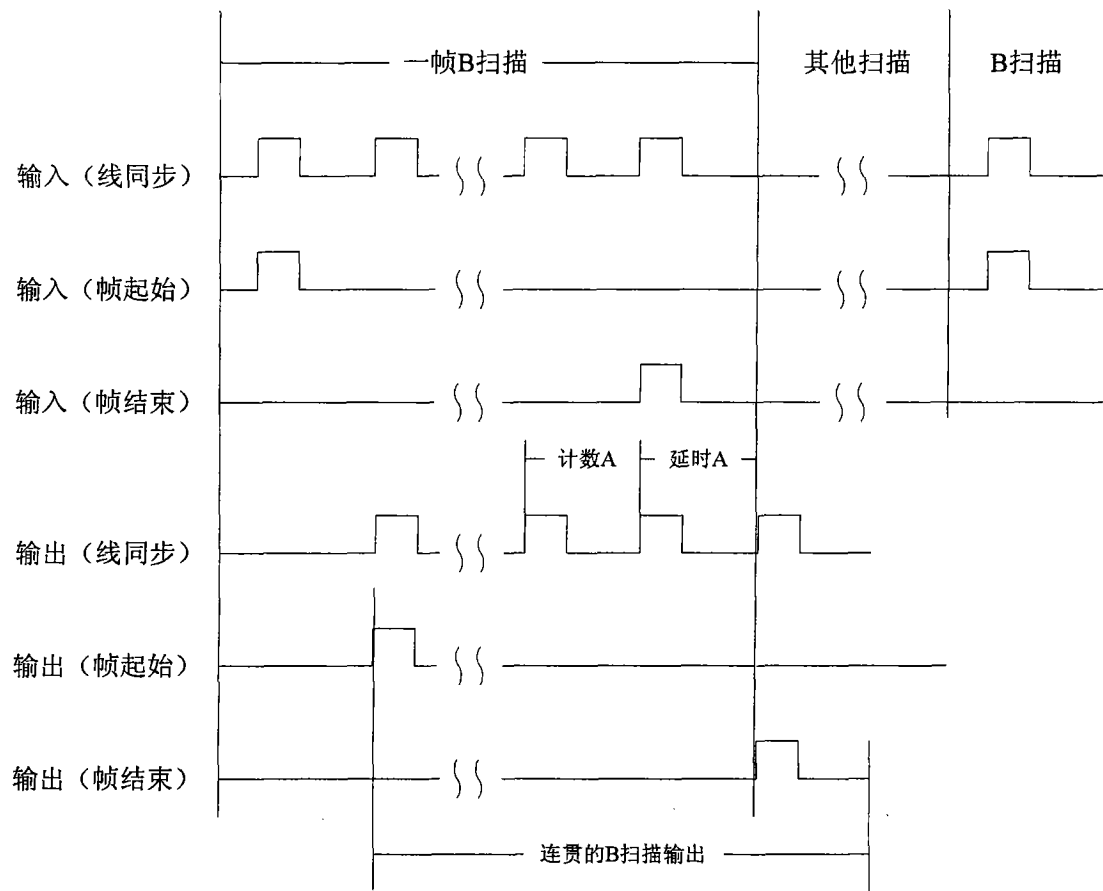 一帧B扫描
其他扫描
B扫描
输入（线同步）
输入（帧起始）
输入（帧结束）
计数A
延时A
输出（线同步）
输出（帧起始）
输出（帧结束）
连贯的B扫描输出